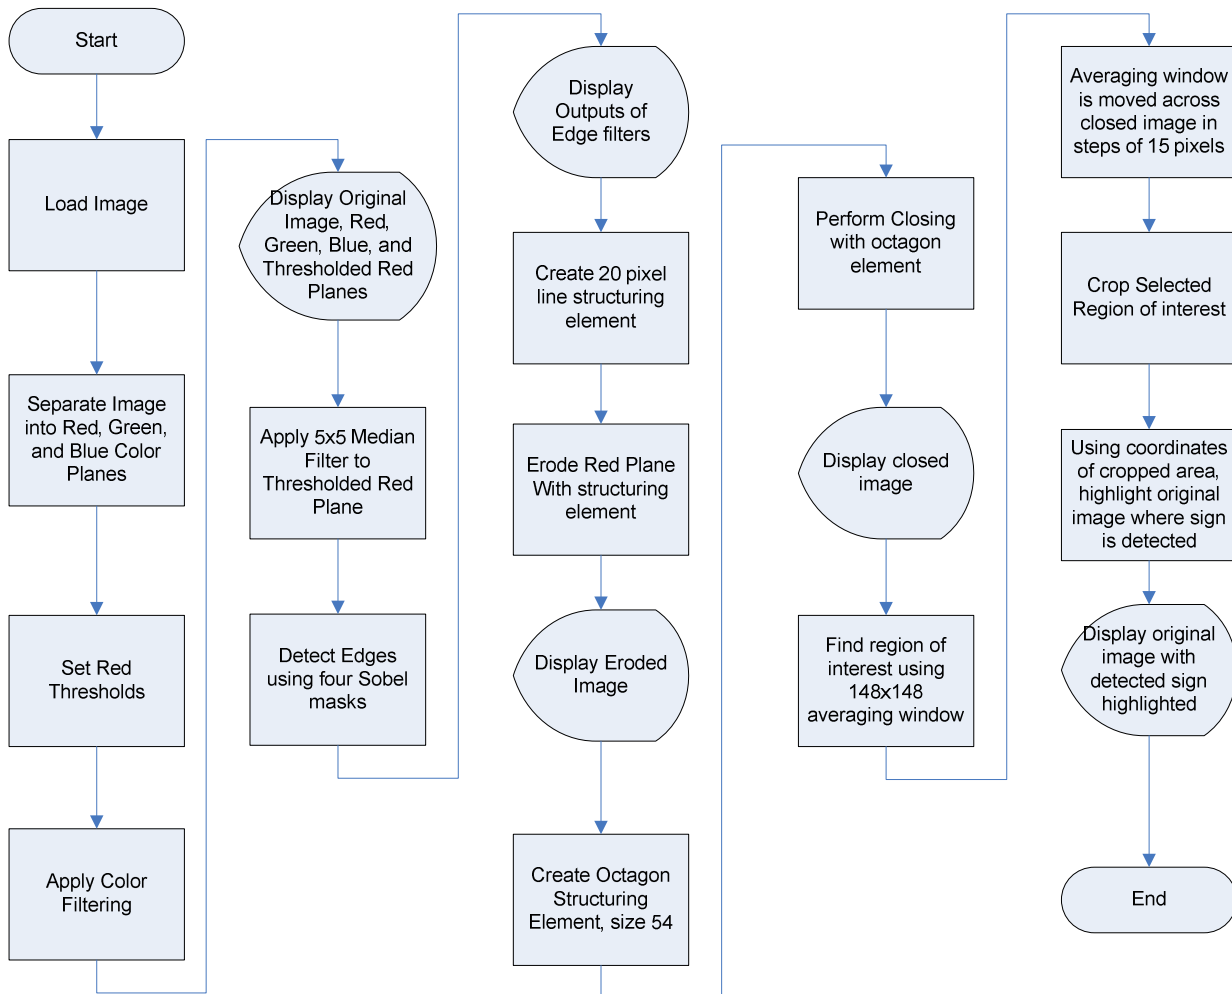 Start
Load Image
Separate Image
into Red, Green,
and Blue Color
Planes
Set Red
Thresholds
Apply Color
Filtering
Display Original
Image, Red,
Green, Blue, and
Thresholded Red
Planes
Apply 5x5 Median
Filter to
Thresholded Red
Plane
Detect Edges
using four Sobel
masks
Display
Outputs of
Edge filters
Create 20 pixel
line structuring
element
Erode Red Plane
With structuring
element
Display Eroded
Image
Create Octagon
Structuring
Element, size 54
Perform Closing
with octagon
element
Display closed
image
Find region of
interest using
148x148
averaging window
Averaging window
is moved across
closed image in
steps of 15 pixels
Crop Selected
Region of interest
Using coordinates
of cropped area,
highlight original
image where sign
is detected
Display original
image with
detected sign
highlighted
End